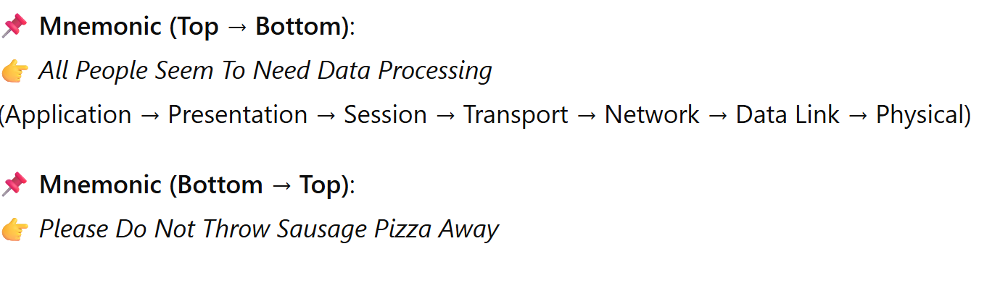 📌 Mnemonic (Top → Bottom):
👉 All People Seem To Need Data Processing
(Application → Presentation → Session → Transport → Network → Data Link → Physical)
📌 Mnemonic (Bottom → Top):
👉 Please Do Not Throw Sausage Pizza Away